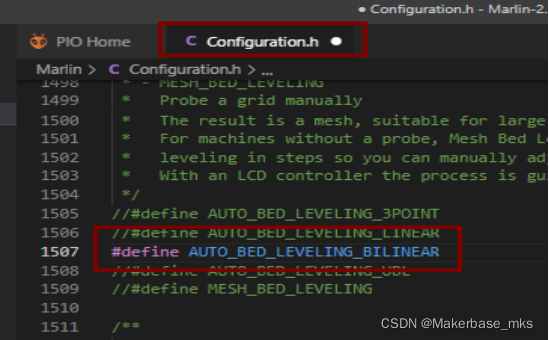 ● Configuration.h - Marlin-2.
PIO Home
C Configuration.h ●
Marlin > C Configuration.h > ...
1498 * - MESH_BED_LEVELING
1499 * Probe a grid manually
1500 * The result is a mesh, suitable for large
1501 * For machines without a probe, Mesh Bed Le
1502 * leveling in steps so you can manually adj
1503 * With an LCD controller the process is gu
1504 */
1505 //#define AUTO_BED_LEVELING_3POINT
1506 //#define AUTO_BED_LEVELING_LINEAR
1507 #define AUTO_BED_LEVELING_BILINEAR
1508 //#define AUTO_BED_LEVELING_UBL
1509 //#define MESH_BED_LEVELING
1510
1511 /**
CSDN @Makerbase_mks